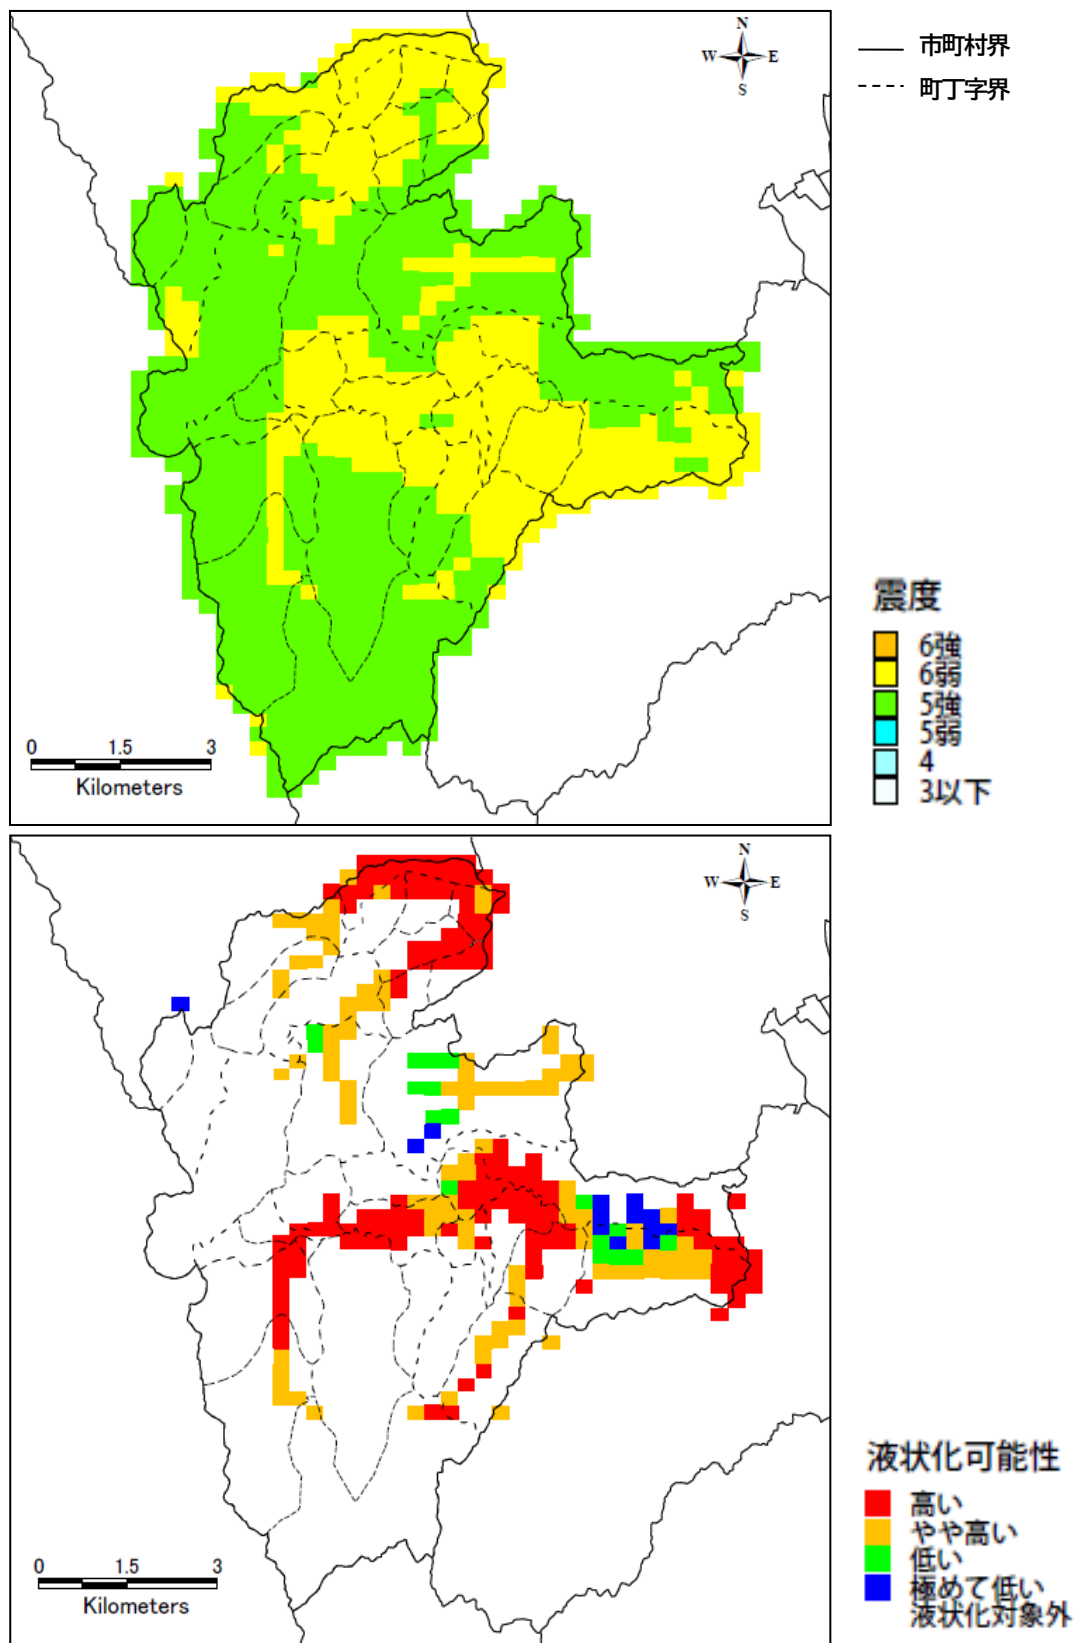 N
W E
S
市町村界
町丁字界
震度
6強
6弱
5強
5弱
4
3以下
0 1.5 3
Kilometers
N
W E
S
液状化可能性
高い
やや高い
低い
極めて低い
液状化対象外
0 1.5 3
Kilometers